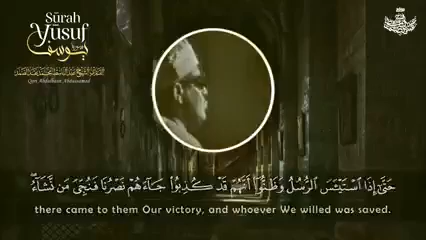 Sūrah
Yūsuf
يوسف
Qari Abdulbasit Abdussamad
حَتَّىٰ إِذَا ٱسْتَيْـَٔسَ ٱلرُّسُلُ وَظَنُّوٓا۟ أَنَّهُمْ قَدْ كُذِبُوا۟ جَآءَهُمْ نَصْرُنَا فَنُجِّىَ مَن نَّشَآءُ ۖ
there came to them Our victory, and whoever We willed was saved.